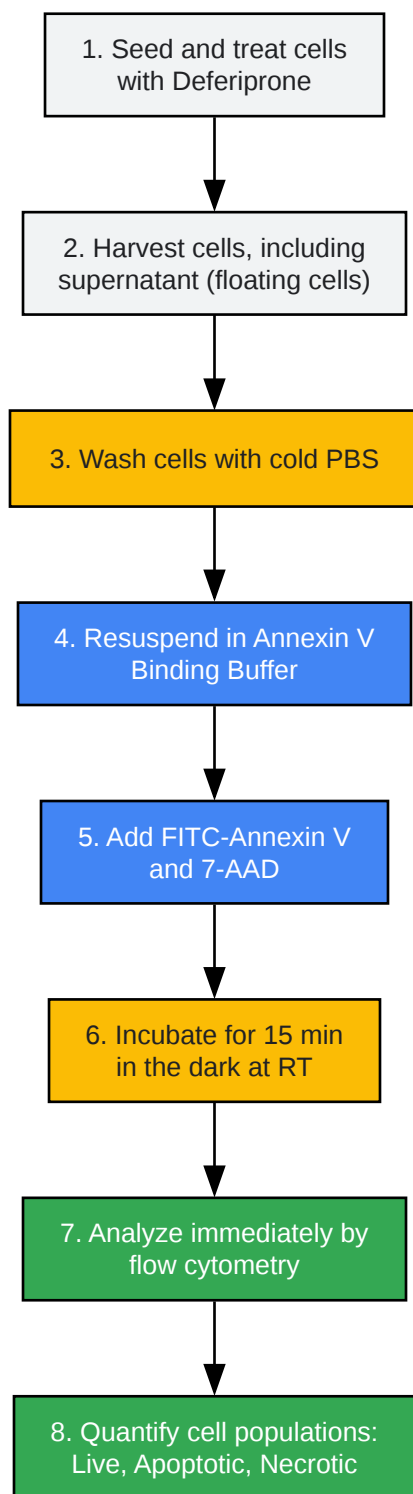 1. Seed and treat cells
with Deferiprone
2. Harvest cells, including
supernatant (floating cells)
3. Wash cells with cold PBS
4. Resuspend in Annexin V
Binding Buffer
5. Add FITC-Annexin V
and 7-AAD
6. Incubate for 15 min
in the dark at RT
7. Analyze immediately by
flow cytometry
8. Quantify cell populations:
Live, Apoptotic, Necrotic